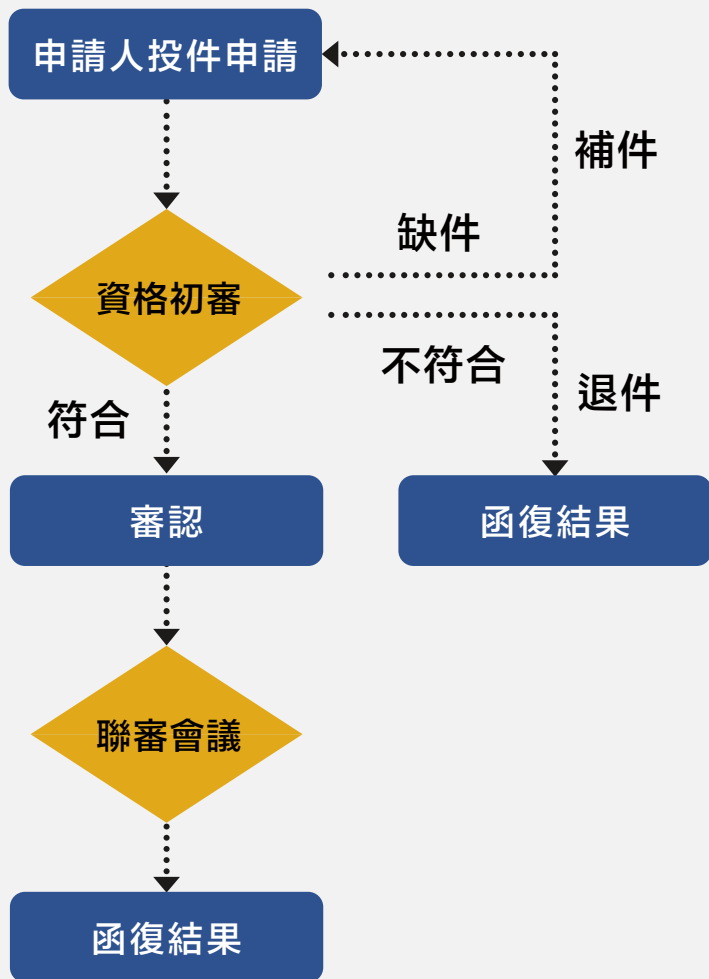 申請人投件申請
補件
缺件
資格初審
不符合
退件
符合
審認
函復結果
聯審會議
函復結果